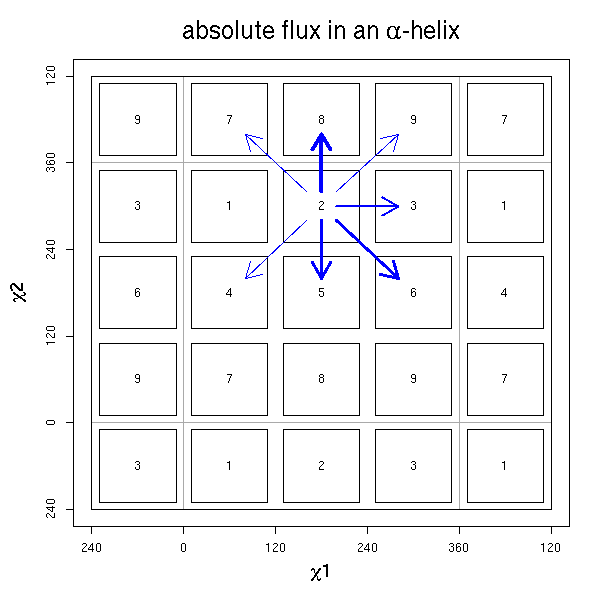 absolute flux in an α-helix
120
9 7 8 9 7
360
3 1 2 3 1
240
6 4 5 6 4
120
9 7 8 9 7
0
3 1 2 3 1
240
χ2
240 0 120 240 360 120
χ1